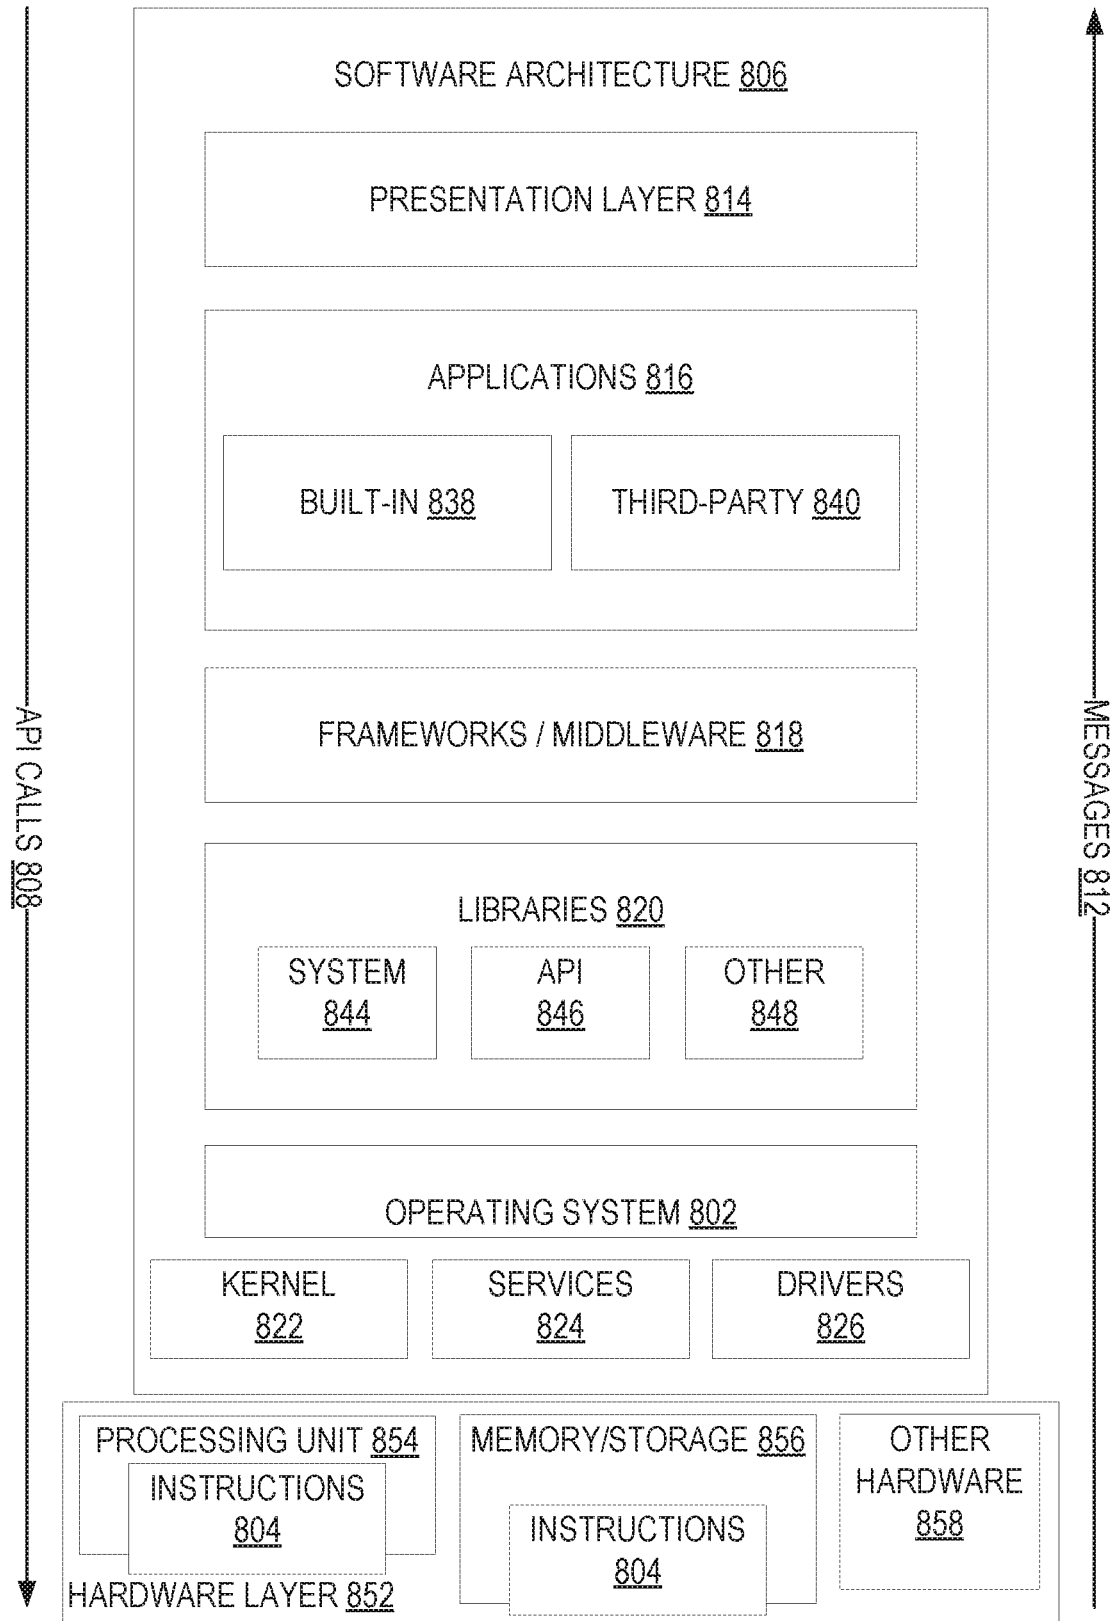 SOFTWARE ARCHITECTURE 806
PRESENTATION LAYER 814
APPLICATIONS 816
BUILT-IN 838
THIRD-PARTY 840
FRAMEWORKS / MIDDLEWARE 818
API CALLS 808
MESSAGES 812
LIBRARIES 820
SYSTEM
844
API
846
OTHER
848
OPERATING SYSTEM 802
KERNEL
822
SERVICES
824
DRIVERS
826
PROCESSING UNIT 854
INSTRUCTIONS
804
MEMORY/STORAGE 856
INSTRUCTIONS
804
OTHER
HARDWARE
858
HARDWARE LAYER 852